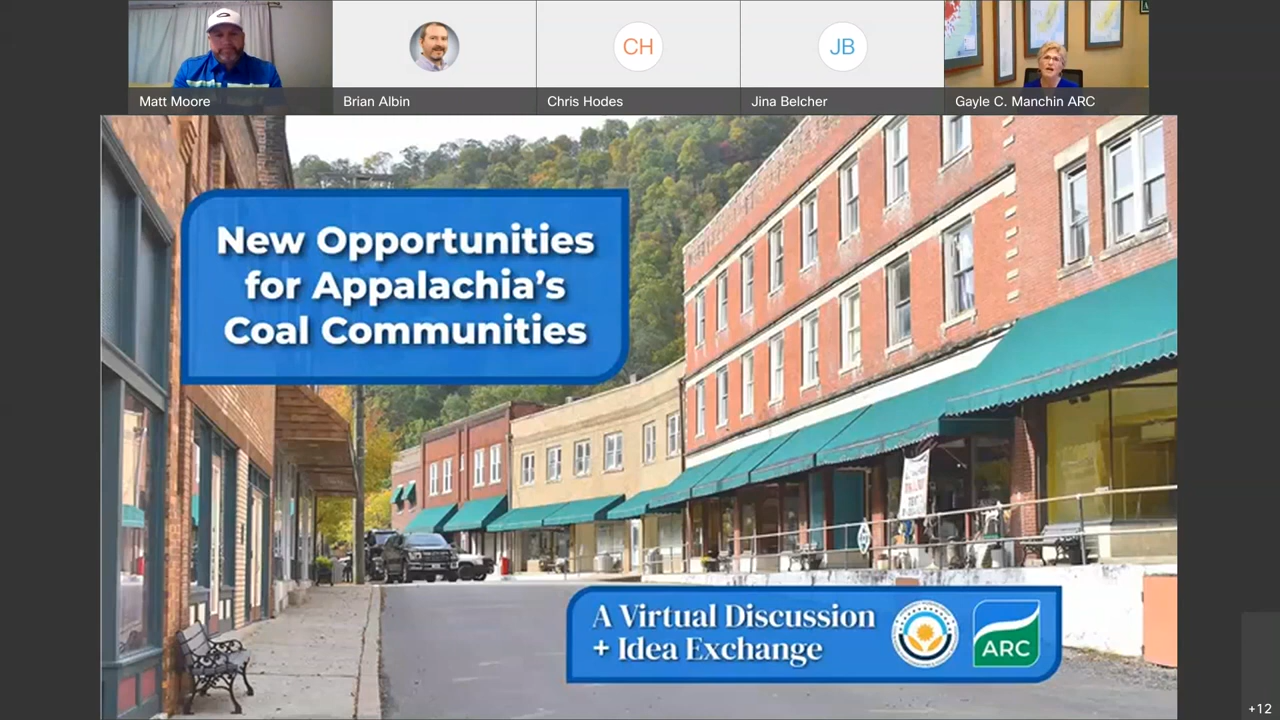 Matt Moore
Brian Albin
CH
Chris Hodes
JB
Jina Belcher
Gayle C. Manchin ARC
New Opportunities
for Appalachia's
Coal Communities
A Virtual Discussion
+ Idea Exchange
ARC
+12